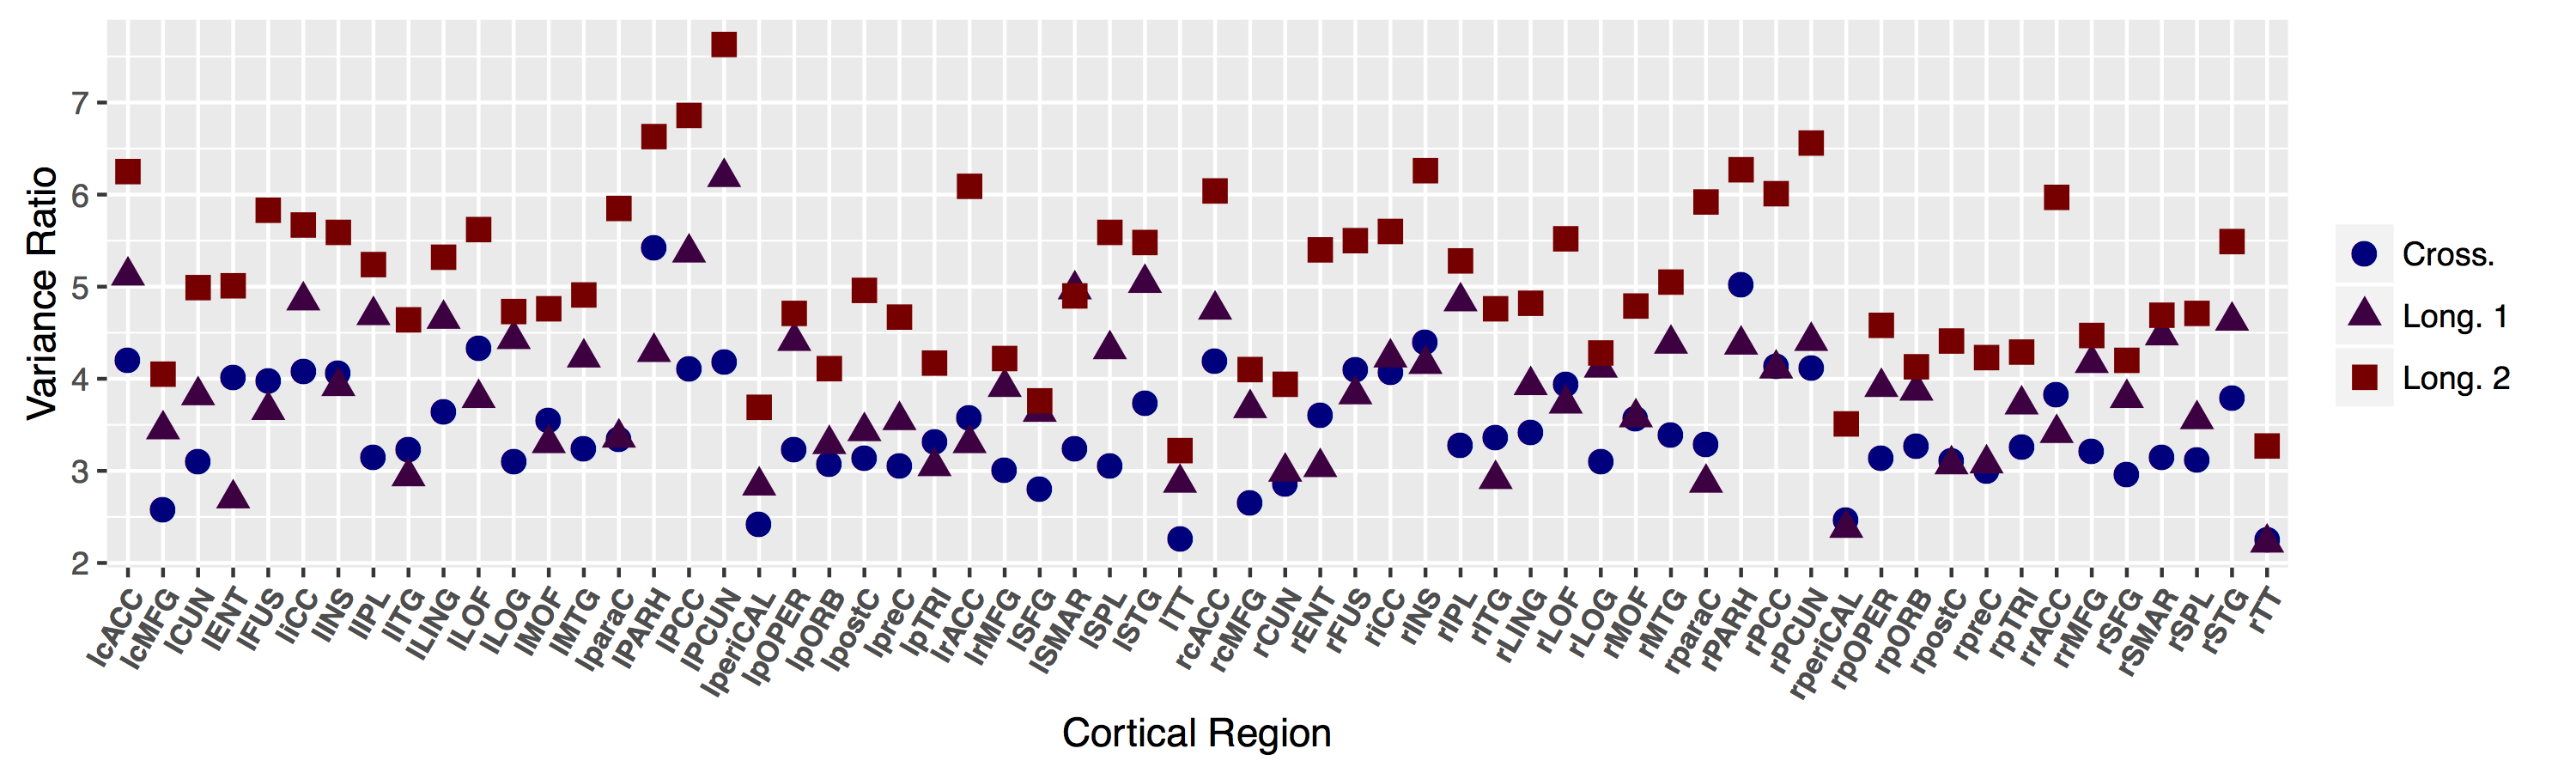 Variance Ratio
7
6
5
4
3
2
lcACC
lcMFG
lCUN
lENT
lFUS
liCC
lINS
lIPL
lITG
lLING
lLOF
lLOG
lMOF
lMTG
lparaC
lPARH
lPCC
lPCUN
lperiCAL
lpOPER
lpORB
lpostC
lpreC
lpTRI
lrACC
lrMFG
lSFG
lSMAR
lSPL
lSTG
lTT
rcACC
rcMFG
rCUN
rENT
rFUS
riCC
rINS
rIPL
rITG
rLING
rLOF
rLOG
rMOF
rMTG
rparaC
rPARH
rPCC
rPCUN
rperiCAL
rpOPER
rpORB
rpostC
rpreC
rpTRI
rrACC
rrMFG
rSFG
rSMAR
rSPL
rSTG
rTT
Cortical Region
Cross.
Long. 1
Long. 2